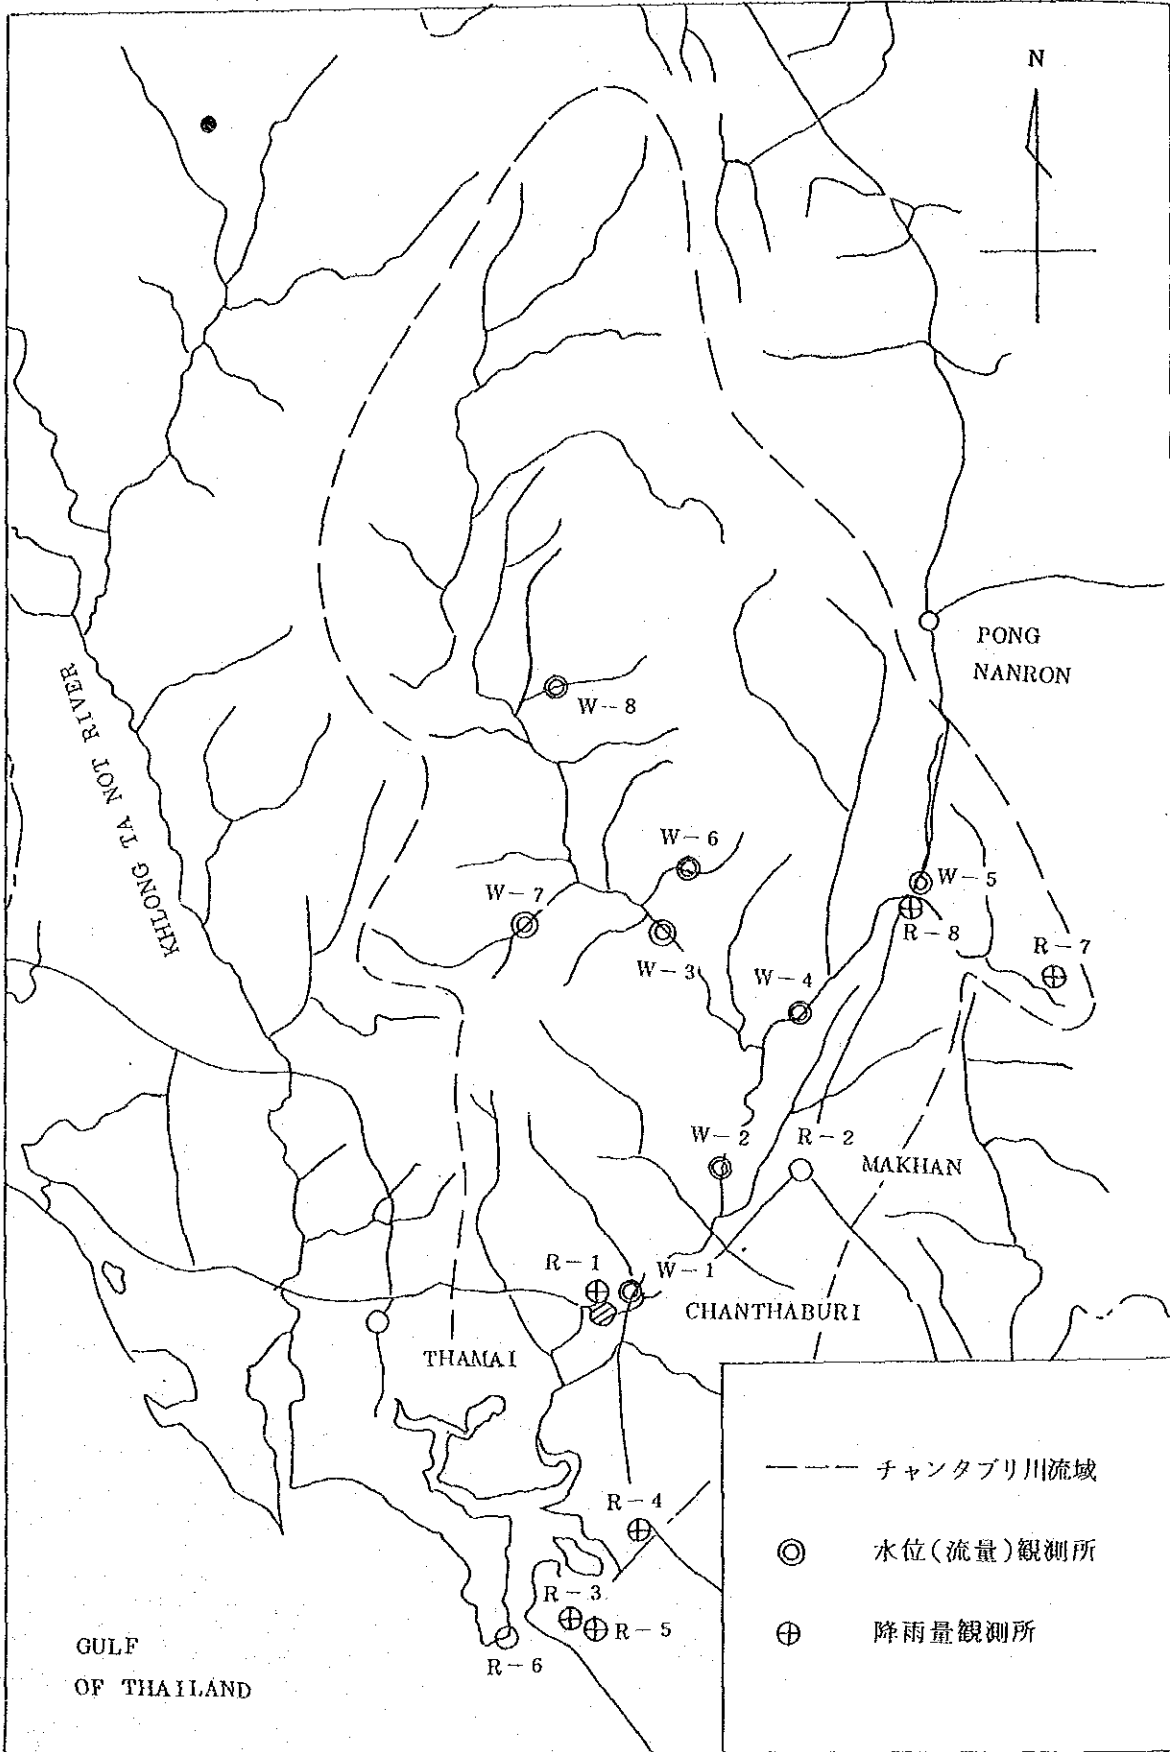 N
PONG
NANRON
KHLONG TA NOT RIVER
W-8
W-6
W-7
W-5
R-8
R-7
W-3
W-4
W-2
R-2
MAKHAN
R-1
W-1
CHANTHABURI
THAMAI
R-4
R-3
R-5
R-6
GULF
OF THAILAND
チャンタブリ川流域
水位(流量)観測所
降雨量観測所